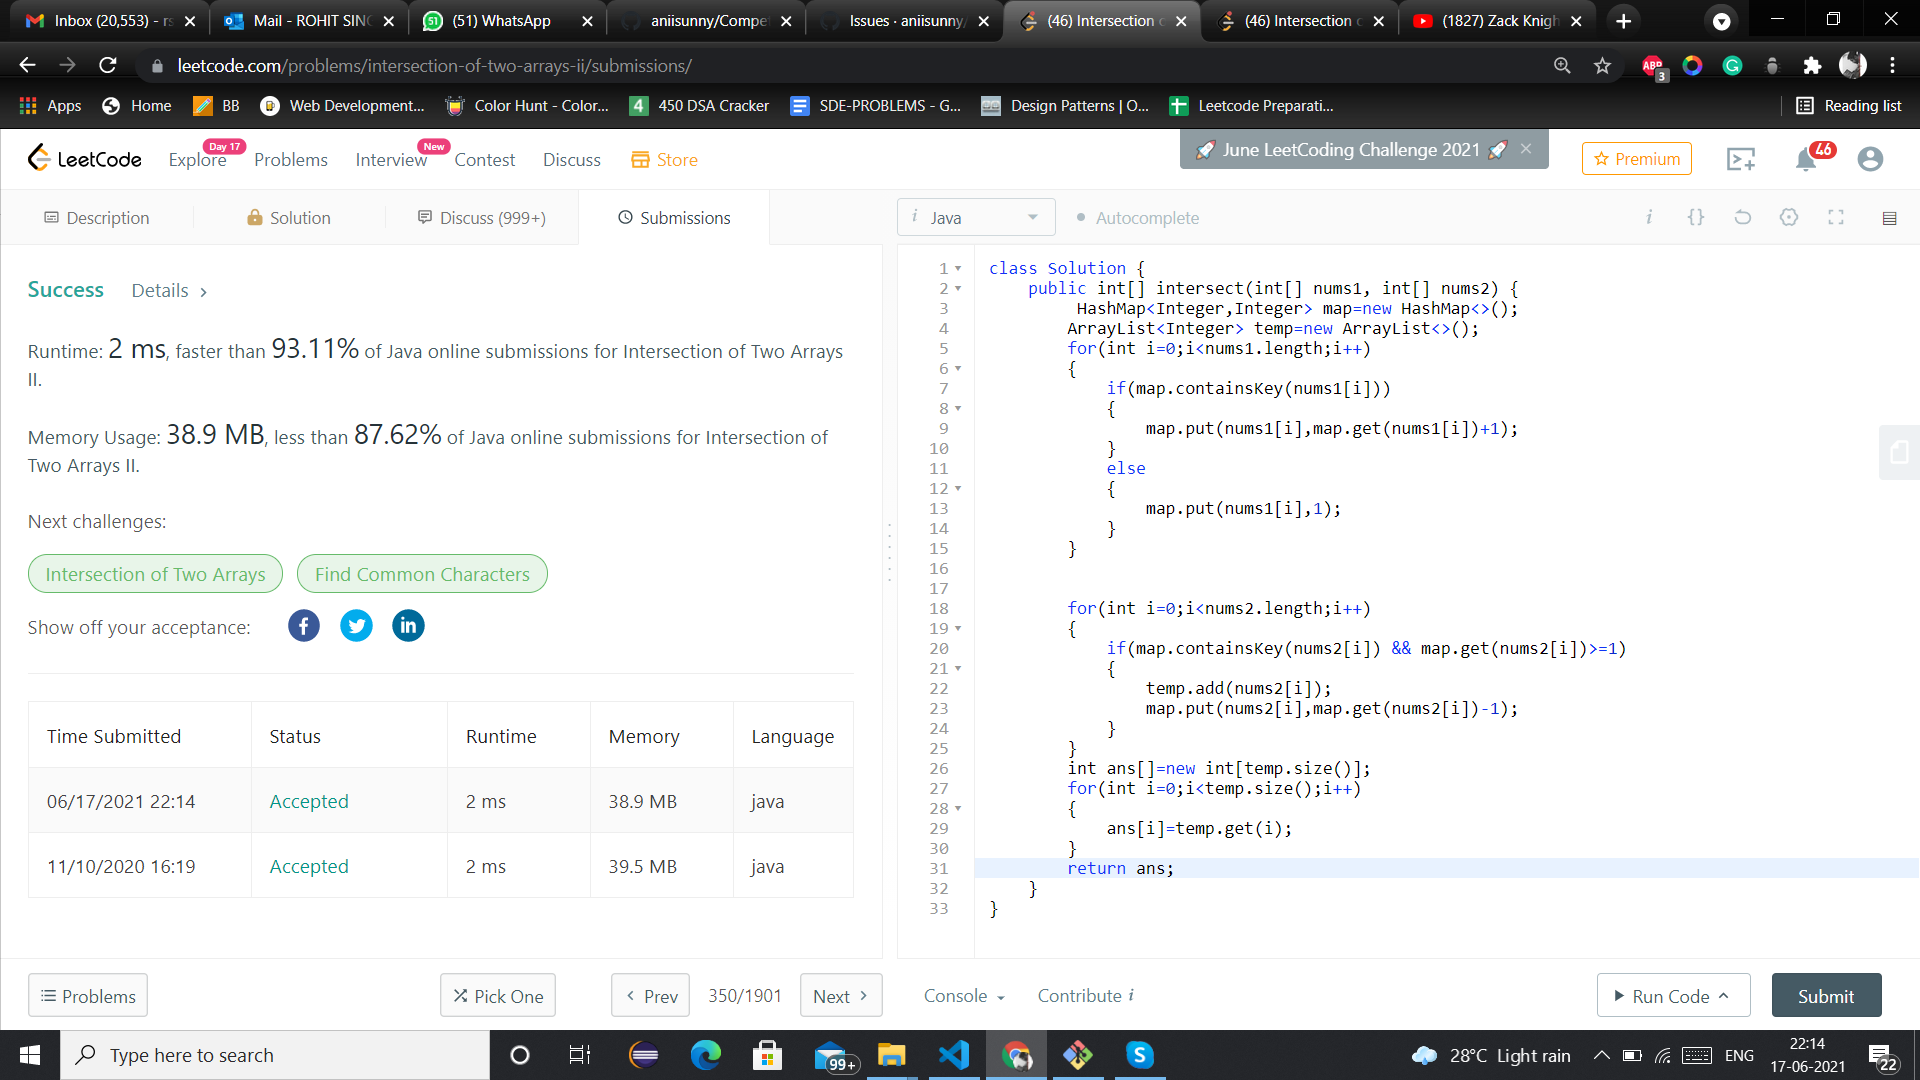 Inbox (20,553) - rs
Mail - ROHIT SING
(51) WhatsApp
aniisunny/Compet
Issues · aniisunny/
(46) Intersection o
(46) Intersection o
(1827) Zack Knigh
leetcode.com/problems/intersection-of-two-arrays-ii/submissions/
ABP
3
Apps
Home
BB
Web Development...
Color Hunt - Color...
4
450 DSA Cracker
SDE-PROBLEMS - G...
Design Patterns | O...
Leetcode Preparati...
Reading list
LeetCode
Explore
Day 17
Problems
Interview
New
Contest
Discuss
Store
June LeetCoding Challenge 2021
Premium
46
Description
Solution
Discuss (999+)
Submissions
i Java
Autocomplete
i {}
Success Details >
Runtime: 2 ms, faster than 93.11% of Java online submissions for Intersection of Two Arrays
II.
Memory Usage: 38.9 MB, less than 87.62% of Java online submissions for Intersection of
Two Arrays II.
Next challenges:
Intersection of Two Arrays
Find Common Characters
Show off your acceptance:
Time Submitted Status Runtime Memory Language
06/17/2021 22:14 Accepted 2 ms 38.9 MB java
11/10/2020 16:19 Accepted 2 ms 39.5 MB java
1 class Solution {
2 public int[] intersect(int[] nums1, int[] nums2) {
3 HashMap<Integer,Integer> map=new HashMap<>();
4 ArrayList<Integer> temp=new ArrayList<>();
5 for(int i=0;i<nums1.length;i++)
6 {
7 if(map.containsKey(nums1[i]))
8 {
9 map.put(nums1[i],map.get(nums1[i])+1);
10 }
11 else
12 {
13 map.put(nums1[i],1);
14 }
15 }
16
17
18 for(int i=0;i<nums2.length;i++)
19 {
20 if(map.containsKey(nums2[i]) && map.get(nums2[i])>=1)
21 {
22 temp.add(nums2[i]);
23 map.put(nums2[i],map.get(nums2[i])-1);
24 }
25 }
26 int ans[]=new int[temp.size()];
27 for(int i=0;i<temp.size();i++)
28 {
29 ans[i]=temp.get(i);
30 }
31 return ans;
32 }
33 }
Problems
Pick One
Prev
350/1901
Next
Console
Contribute i
Run Code
Submit
Type here to search
99+
28°C Light rain
ENG
22:14
17-06-2021
22